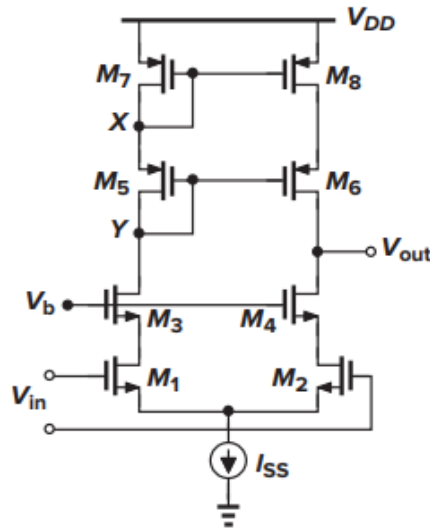 V_DD
M_7
M_8
X
M_5
M_6
Y
V_out
V_b
M_3
M_4
V_in
M_1
M_2
I_SS